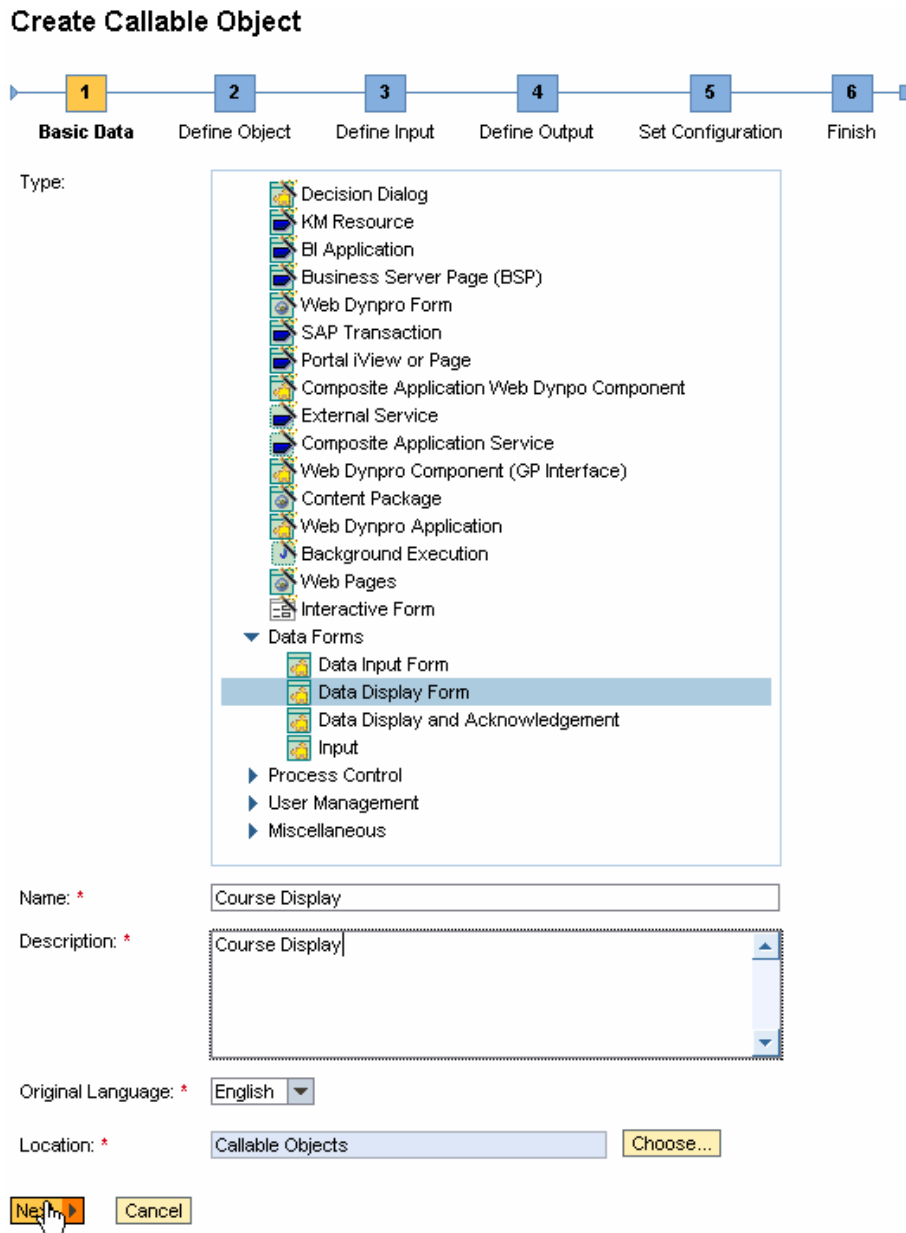 Create Callable Object
1 2 3 4 5 6
Basic Data Define Object Define Input Define Output Set Configuration Finish
Type:
Decision Dialog
KM Resource
BI Application
Business Server Page (BSP)
Web Dynpro Form
SAP Transaction
Portal iView or Page
Composite Application Web Dynpo Component
External Service
Composite Application Service
Web Dynpro Component (GP Interface)
Content Package
Web Dynpro Application
Background Execution
Web Pages
Interactive Form
Data Forms
Data Input Form
Data Display Form
Data Display and Acknowledgement
Input
Process Control
User Management
Miscellaneous
Name: * Course Display
Description: * Course Display
Original Language: * English
Location: * Callable Objects Choose...
Next Cancel